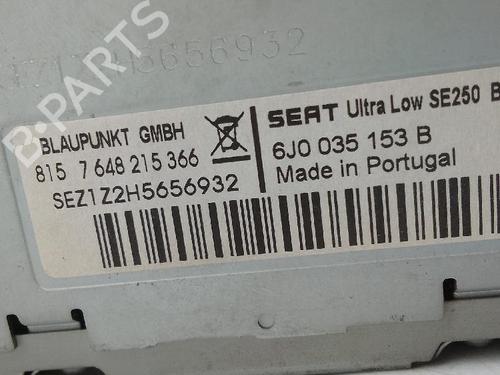 5656932
BLAUPUNKT GMBH
815 7 648 215 366
SEZ1Z2H5656932
SEAT Ultra Low SE250 B
6J0 035 153 B
Made in Portugal
B-PARTS